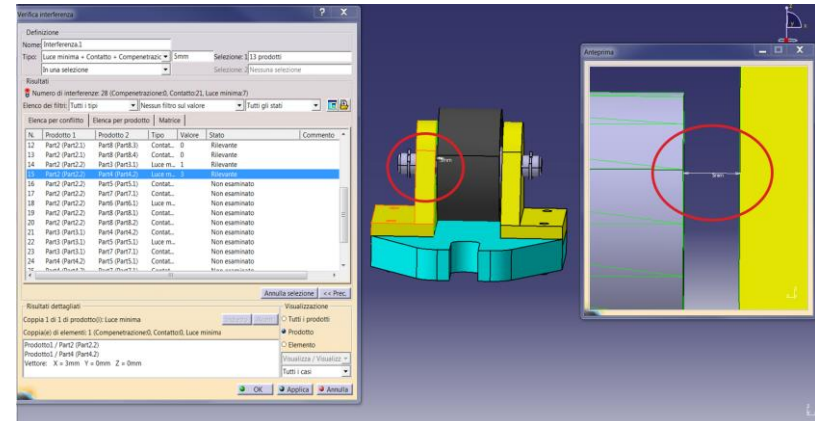 Verifica interferenza
Definizione
Nome: Interferenza.1
Tipo: Luce minima + Contatto + Compenetrazic 5mm Selezione: 1 13 prodotti
In una selezione Selezione: 2 Nessuna selezione
Risultati
Numero di interferenze: 28 (Compenetrazione:0, Contatto:21, Luce minima:7)
Elenco dei filtri: Tutti i tipi Nessun filtro sul valore Tutti gli stati
Elenca per conflitto Elenca per prodotto Matrice
N. Prodotto 1 Prodotto 2 Tipo Valore Stato Commento
12 Part2 (Part2.1) Part8 (Part8.3) Contat... 0 Rilevante
13 Part2 (Part2.1) Part8 (Part8.4) Contat... 0 Rilevante
14 Part2 (Part2.2) Part3 (Part3.1) Luce m... 1 Rilevante
15 Part2 (Part2.2) Part4 (Part4.2) Luce m... 3 Rilevante
16 Part2 (Part2.2) Part5 (Part5.1) Contat... Non esaminato
17 Part2 (Part2.2) Part7 (Part7.1) Contat... Non esaminato
18 Part2 (Part2.2) Part6 (Part6.1) Luce m... Non esaminato
19 Part2 (Part2.2) Part8 (Part8.1) Contat... Non esaminato
20 Part2 (Part2.2) Part8 (Part8.2) Contat... Non esaminato
21 Part3 (Part3.1) Part4 (Part4.2) Contat... Non esaminato
22 Part3 (Part3.1) Part5 (Part5.1) Luce m... Non esaminato
23 Part3 (Part3.1) Part7 (Part7.1) Contat... Non esaminato
24 Part4 (Part4.2) Part5 (Part5.1) Contat... Non esaminato
Annulla selezione << Prec.
Risultati dettagliati
Coppia 1 di 1 di prodotto(i): Luce minima
Coppia(e) di elementi: 1 (Compenetrazione:0, Contatto:0, Luce minima
Prodotto1 / Part2 (Part2.2)
Prodotto1 / Part4 (Part4.2)
Vettore: X = 3mm Y = 0mm Z = 0mm
Visualizzazione
Tutti i prodotti
Prodotto
Elemento
Visualizza / Visualizz
Tutti i casi
OK Applica Annulla
3mm
Anteprima
3mm